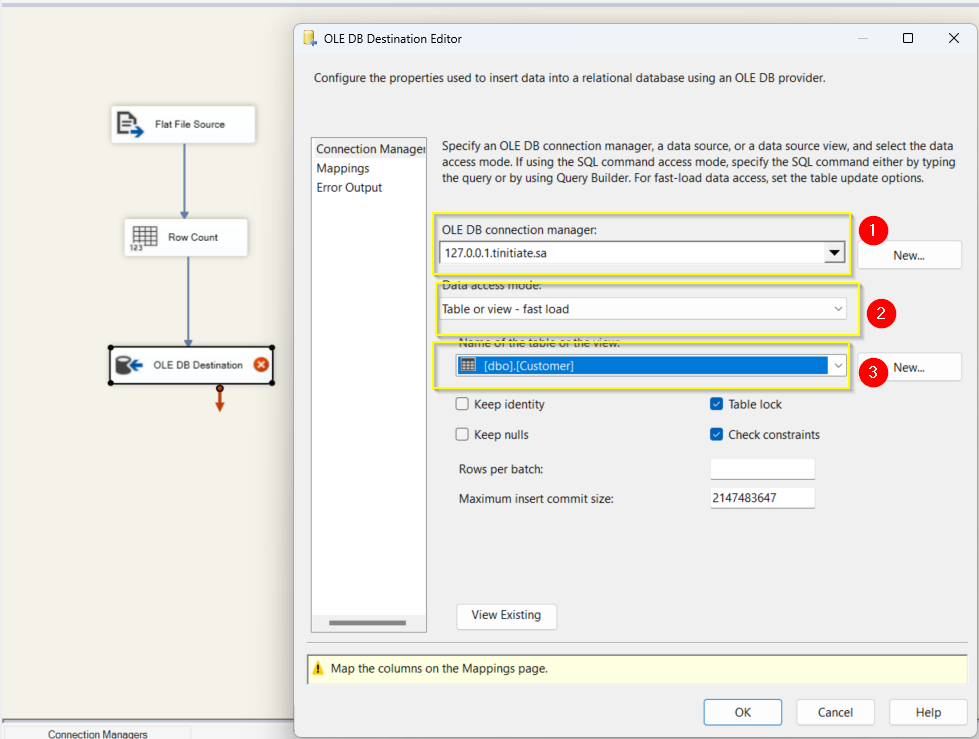 OLE DB Destination Editor
Configure the properties used to insert data into a relational database using an OLE DB provider.
Flat File Source
Row Count
123
OLE DB Destination
Connection Manager
Mappings
Error Output
Specify an OLE DB connection manager, a data source, or a data source view, and select the data
access mode. If using the SQL command access mode, specify the SQL command either by typing
the query or by using Query Builder. For fast-load data access, set the table update options.
OLE DB connection manager:
1
127.0.0.1.tinitiate.sa
New...
Data access mode:
Table or view - fast load
2
Name of the table or the view:
[dbo].[Customer]
3
New...
Keep identity
Table lock
Keep nulls
Check constraints
Rows per batch:
Maximum insert commit size:
2147483647
View Existing
Map the columns on the Mappings page.
OK
Cancel
Help
Connection Managers